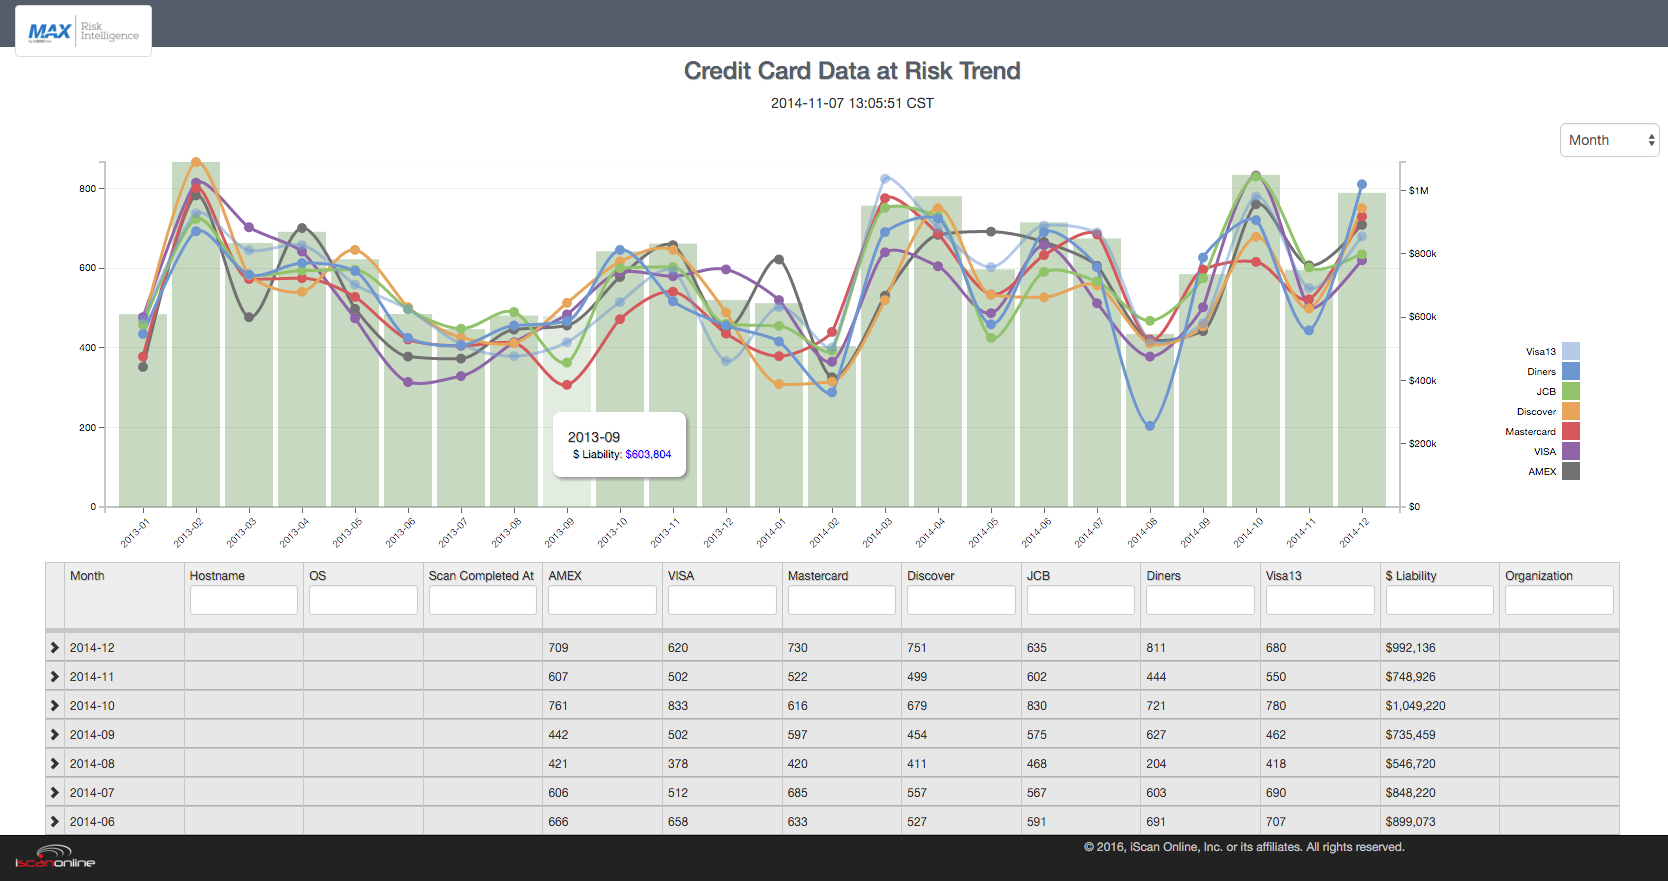 MAX Risk
Intelligence
Credit Card Data at Risk Trend
2014-11-07 13:05:51 CST
Month
800
600
400
200
0
$1M
$800k
$600k
$400k
$200k
$0
Visa13
Diners
JCB
Discover
Mastercard
VISA
AMEX
2013-09
$ Liability: $603,804
2013-01 2013-02 2013-03 2013-04 2013-05 2013-06 2013-07 2013-08 2013-09 2013-10 2013-11 2013-12 2014-01 2014-02 2014-03 2014-04 2014-05 2014-06 2014-07 2014-08 2014-09 2014-10 2014-11 2014-12
Month Hostname OS Scan Completed At AMEX VISA Mastercard Discover JCB Diners Visa13 $ Liability Organization
2014-12 709 620 730 751 635 811 680 $992,136
2014-11 607 502 522 499 602 444 550 $748,926
2014-10 761 833 616 679 830 721 780 $1,049,220
2014-09 442 502 597 454 575 627 462 $735,459
2014-08 421 378 420 411 468 204 418 $546,720
2014-07 606 512 685 557 567 603 690 $848,220
2014-06 666 658 633 527 591 691 707 $899,073
iscanonline
© 2016, iScan Online, Inc. or its affiliates. All rights reserved.